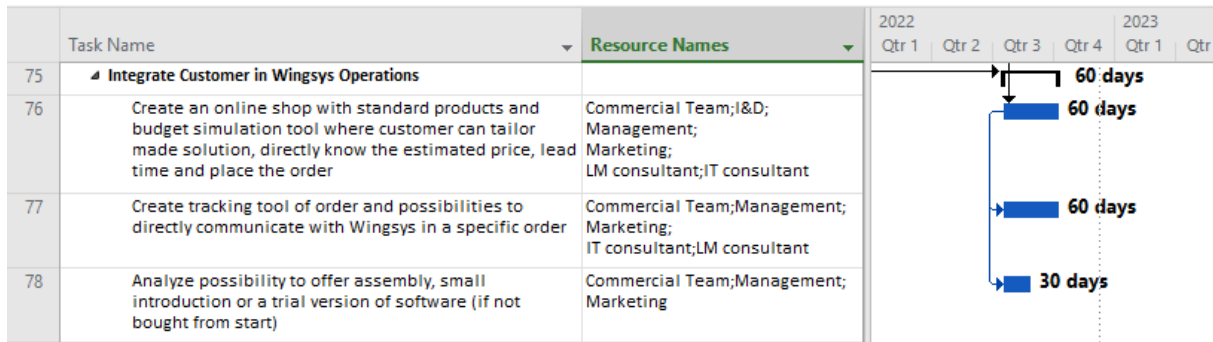 2022 2023
Task Name Resource Names Qtr 1 Qtr 2 Qtr 3 Qtr 4 Qtr 1 Qtr
75 Integrate Customer in Wingsys Operations 60 days
76 Create an online shop with standard products and
budget simulation tool where customer can tailor
made solution, directly know the estimated price, lead
time and place the order
Commercial Team;I&D;
Management;
Marketing;
LM consultant;IT consultant
60 days
77 Create tracking tool of order and possibilities to
directly communicate with Wingsys in a specific order
Commercial Team;Management;
Marketing;
IT consultant;LM consultant
60 days
78 Analyze possibility to offer assembly, small
introduction or a trial version of software (if not
bought from start)
Commercial Team;Management;
Marketing
30 days